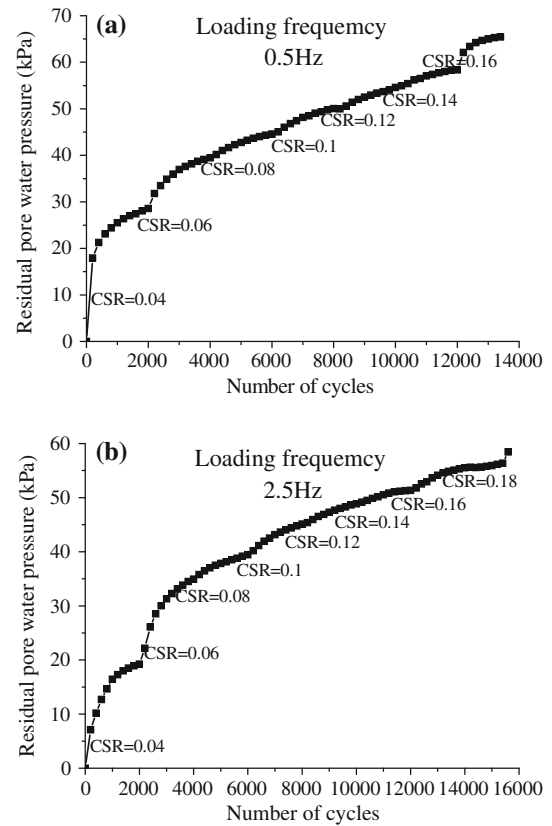 (a)
Loading frequemcy
0.5Hz
Residual pore water pressure (kPa)
70
60
50
40
30
20
10
0
CSR=0.04
CSR=0.06
CSR=0.08
CSR=0.1
CSR=0.12
CSR=0.14
CSR=0.16
0 2000 4000 6000 8000 10000 12000 14000
Number of cycles
(b)
Loading frequemcy
2.5Hz
Residual pore water pressure (kPa)
60
50
40
30
20
10
0
CSR=0.04
CSR=0.06
CSR=0.08
CSR=0.1
CSR=0.12
CSR=0.14
CSR=0.16
CSR=0.18
0 2000 4000 6000 8000 10000 12000 14000 16000
Number of cycles